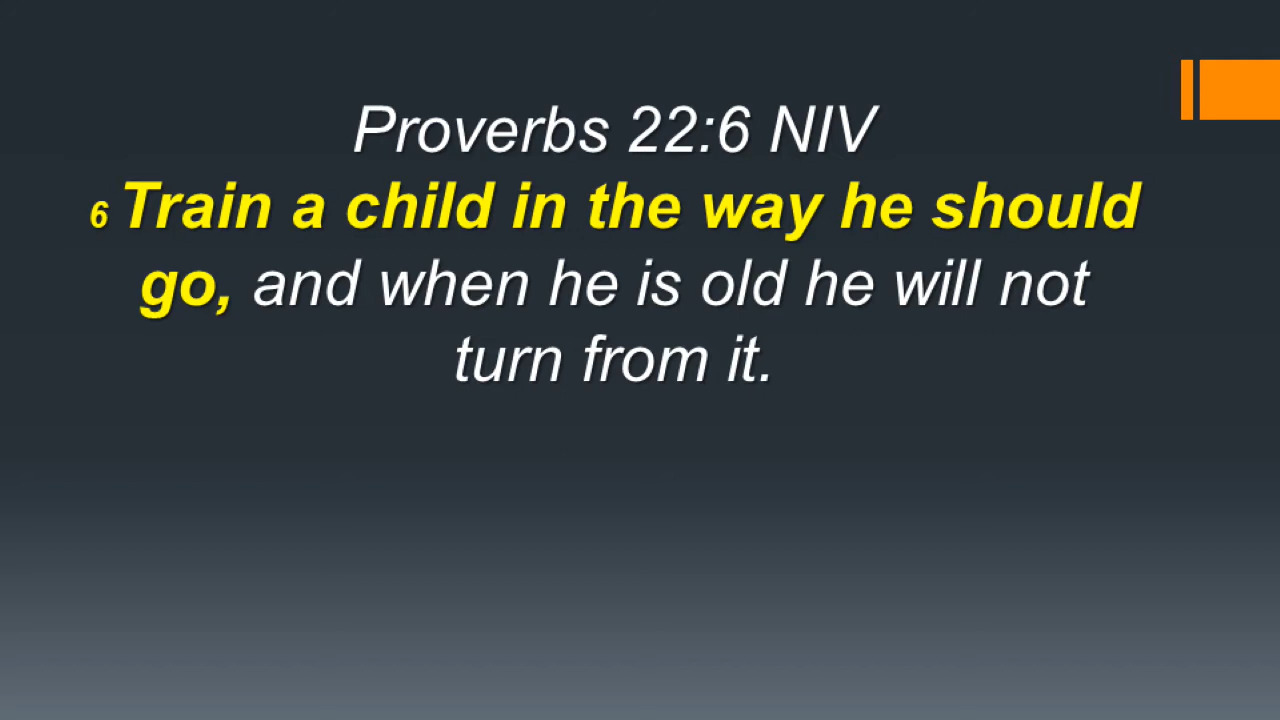 Proverbs 22:6 NIV
6 Train a child in the way he should
go, and when he is old he will not
turn from it.